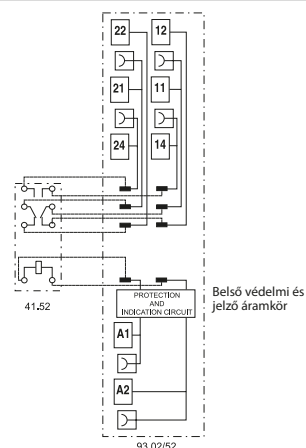 22 12
21 11
24 14
41.52
PROTECTION
AND
INDICATION CIRCUIT
Belső védelmi és
jelző áramkör
A1
A2
93.02/52